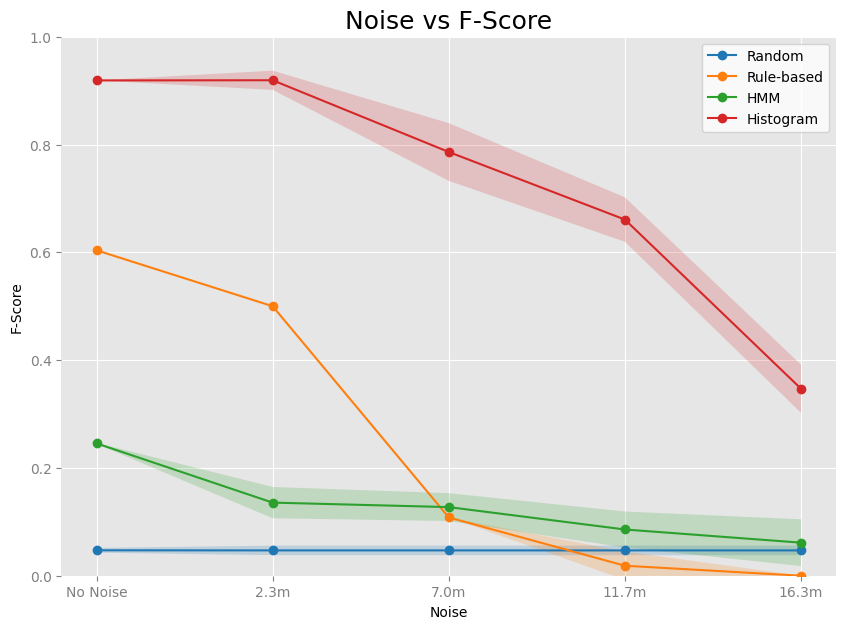 Noise vs F-Score
Random
Rule-based
HMM
Histogram
1.0
0.8
0.6
0.4
0.2
0.0
F-Score
No Noise 2.3m 7.0m 11.7m 16.3m
Noise